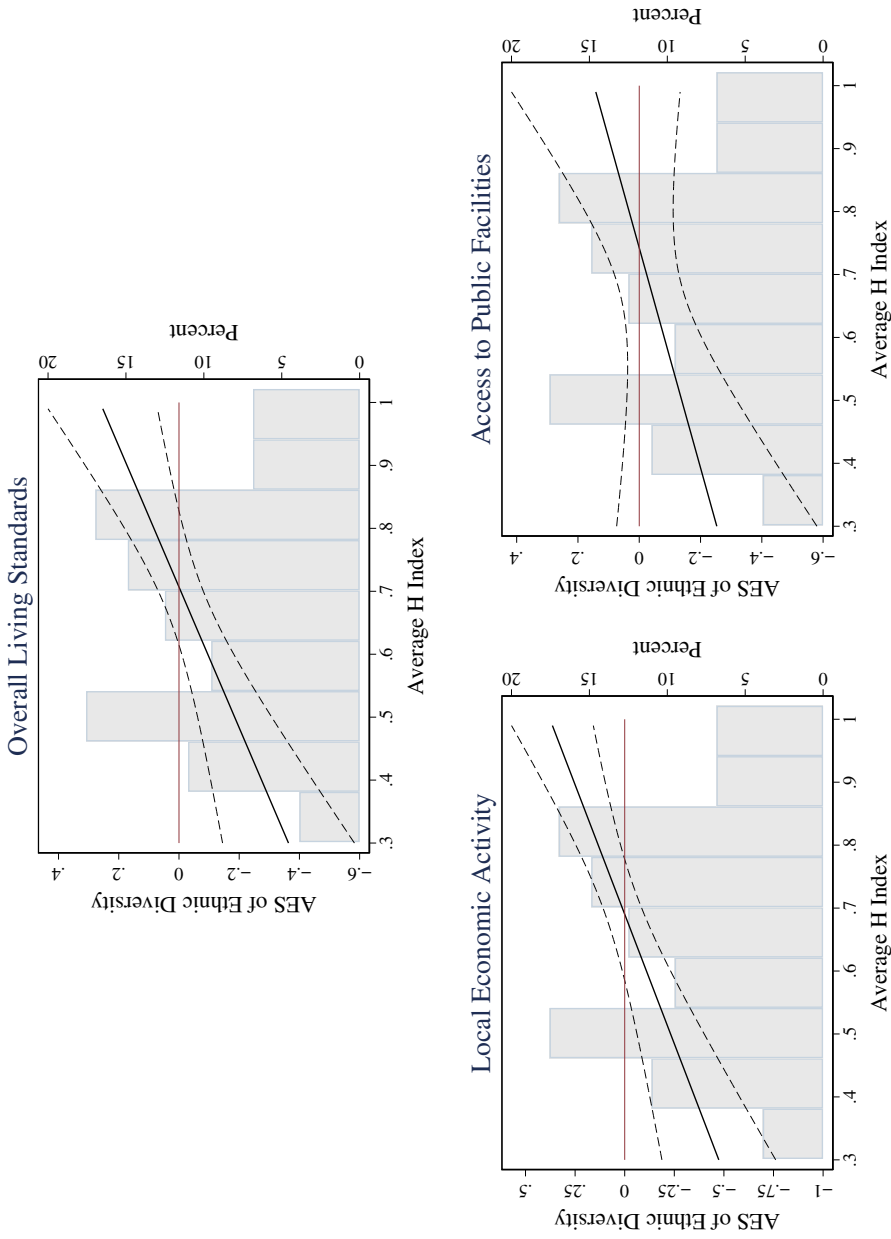 Overall Living Standards
AES of Ethnic Diversity
.4
.2
0
−.2
−.4
−.6
Percent
20
15
10
5
0
.3 .4 .5 .6 .7 .8 .9 1
Average H Index
Local Economic Activity
AES of Ethnic Diversity
.5
.25
0
−.25
−.5
−.75
−1
Percent
20
15
10
5
0
.3 .4 .5 .6 .7 .8 .9 1
Average H Index
Access to Public Facilities
AES of Ethnic Diversity
.4
.2
0
−.2
−.4
−.6
Percent
20
15
10
5
0
.3 .4 .5 .6 .7 .8 .9 1
Average H Index